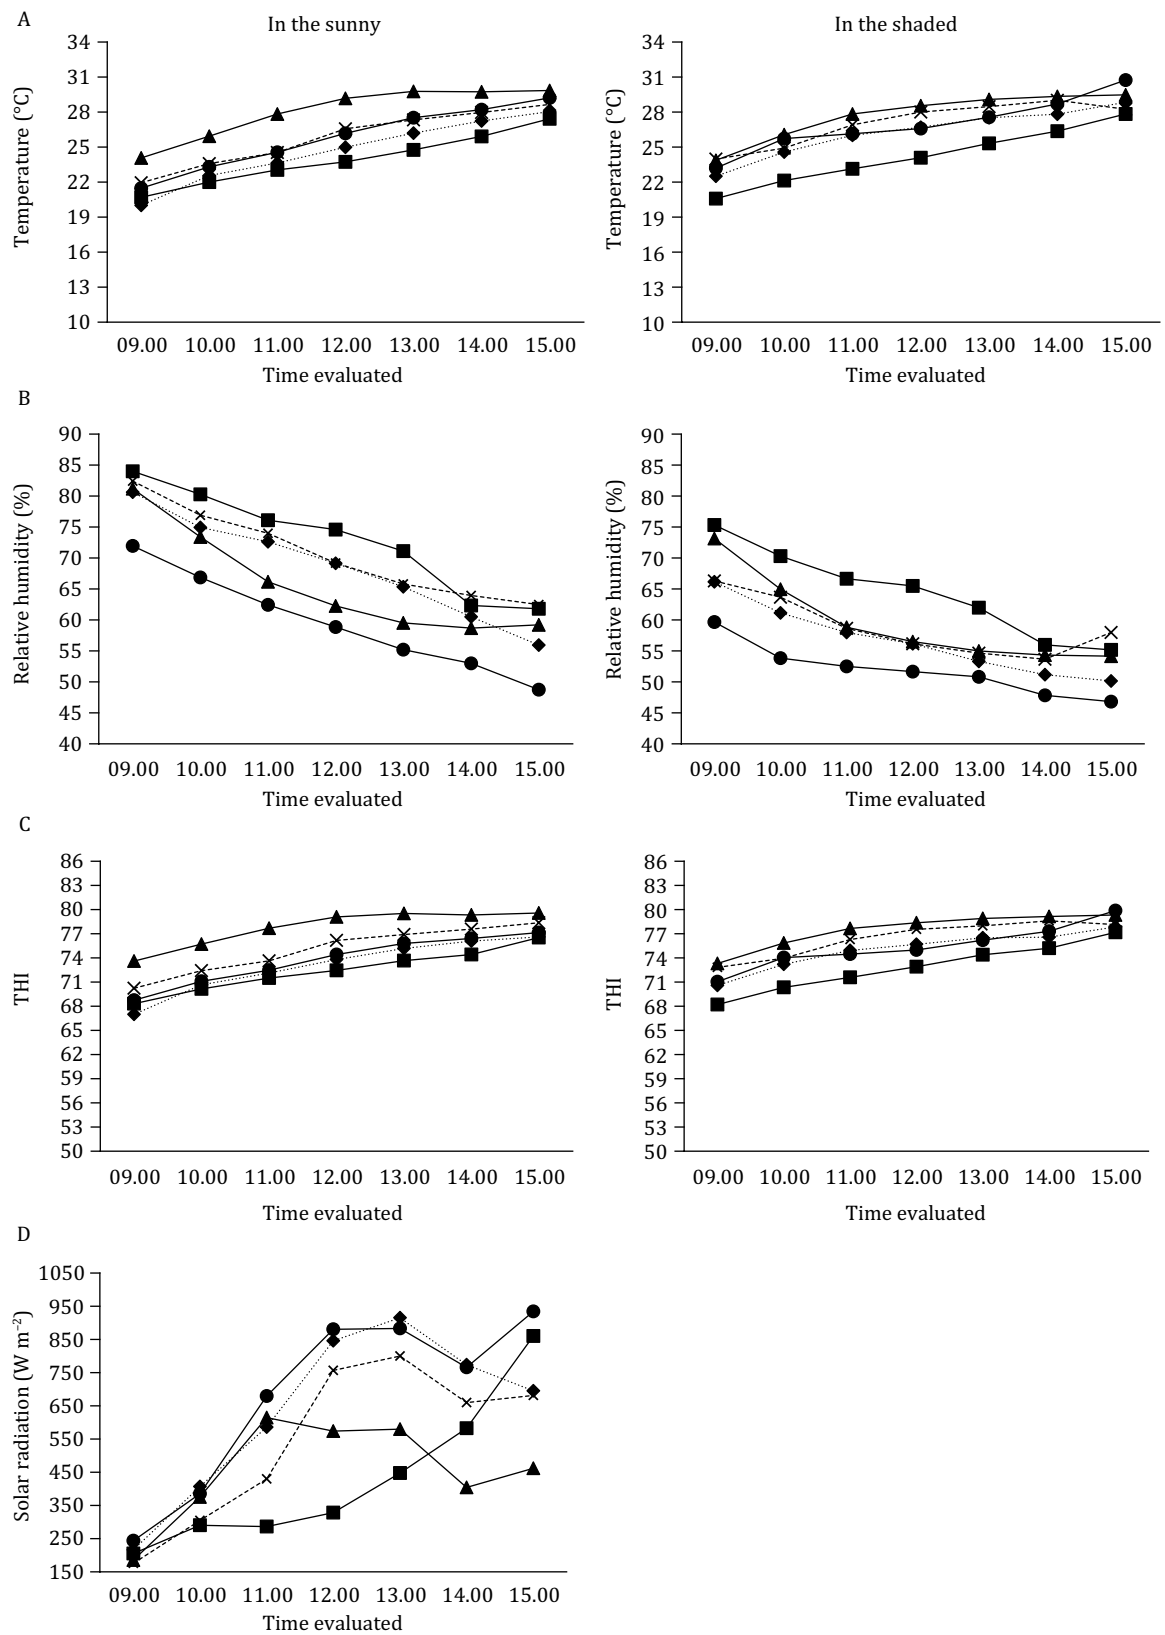 A
In the sunny
In the shaded
Temperature (°C)
34
31
28
25
22
19
16
13
10
09.00 10.00 11.00 12.00 13.00 14.00 15.00
Time evaluated
Temperature (°C)
34
31
28
25
22
19
16
13
10
09.00 10.00 11.00 12.00 13.00 14.00 15.00
Time evaluated
B
Relative humidity (%)
90
85
80
75
70
65
60
55
50
45
40
09.00 10.00 11.00 12.00 13.00 14.00 15.00
Time evaluated
Relative humidity (%)
90
85
80
75
70
65
60
55
50
45
40
09.00 10.00 11.00 12.00 13.00 14.00 15.00
Time evaluated
C
THI
86
83
80
77
74
71
68
65
62
59
56
53
50
09.00 10.00 11.00 12.00 13.00 14.00 15.00
Time evaluated
THI
86
83
80
77
74
71
68
65
62
59
56
53
50
09.00 10.00 11.00 12.00 13.00 14.00 15.00
Time evaluated
D
Solar radiation (W m⁻²)
1050
950
850
750
650
550
450
350
250
150
09.00 10.00 11.00 12.00 13.00 14.00 15.00
Time evaluated